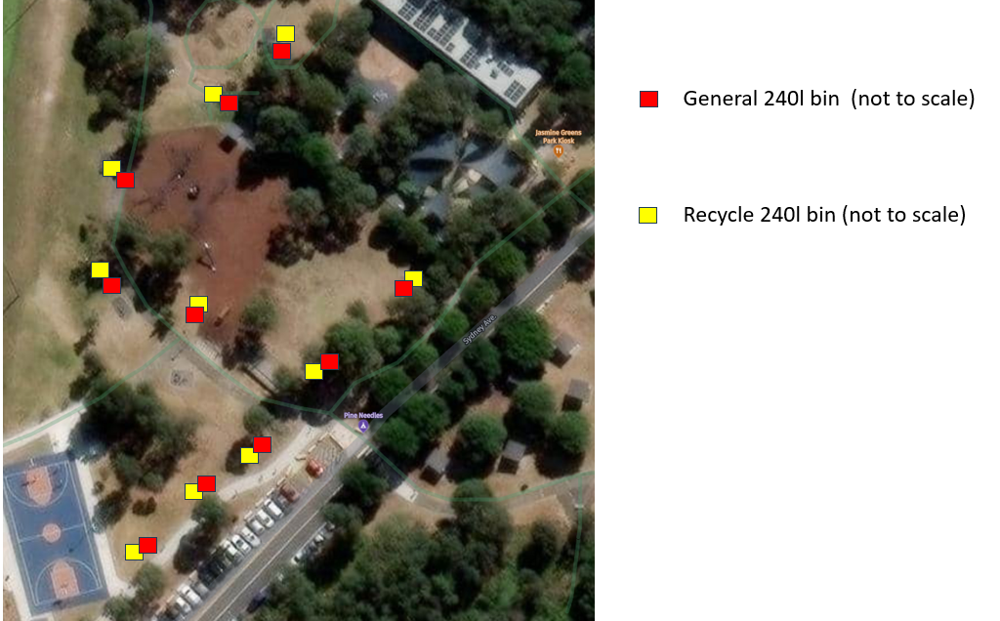 General 240l bin  (not to scale)
Jasmine Greens
Park Kiosk
Recycle 240l bin (not to scale)
Sydney Ave
Pine Needles